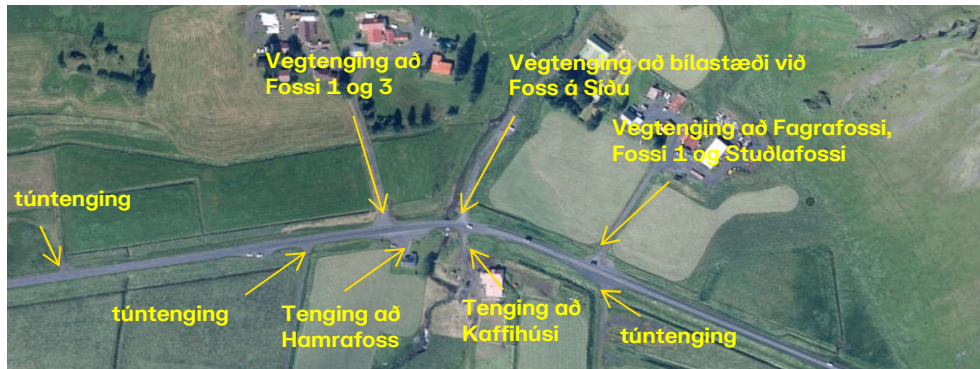 Vegtenging að
Fossi 1 og 3
Vegtenging að bílastæði við
Foss á Síðu
Vegtenging að Fagrafossi,
Fossi 1 og Stuðlafossi
túntenging
túntenging
Tenging að
Hamrafoss
Tenging að
Kaffihúsi
túntenging